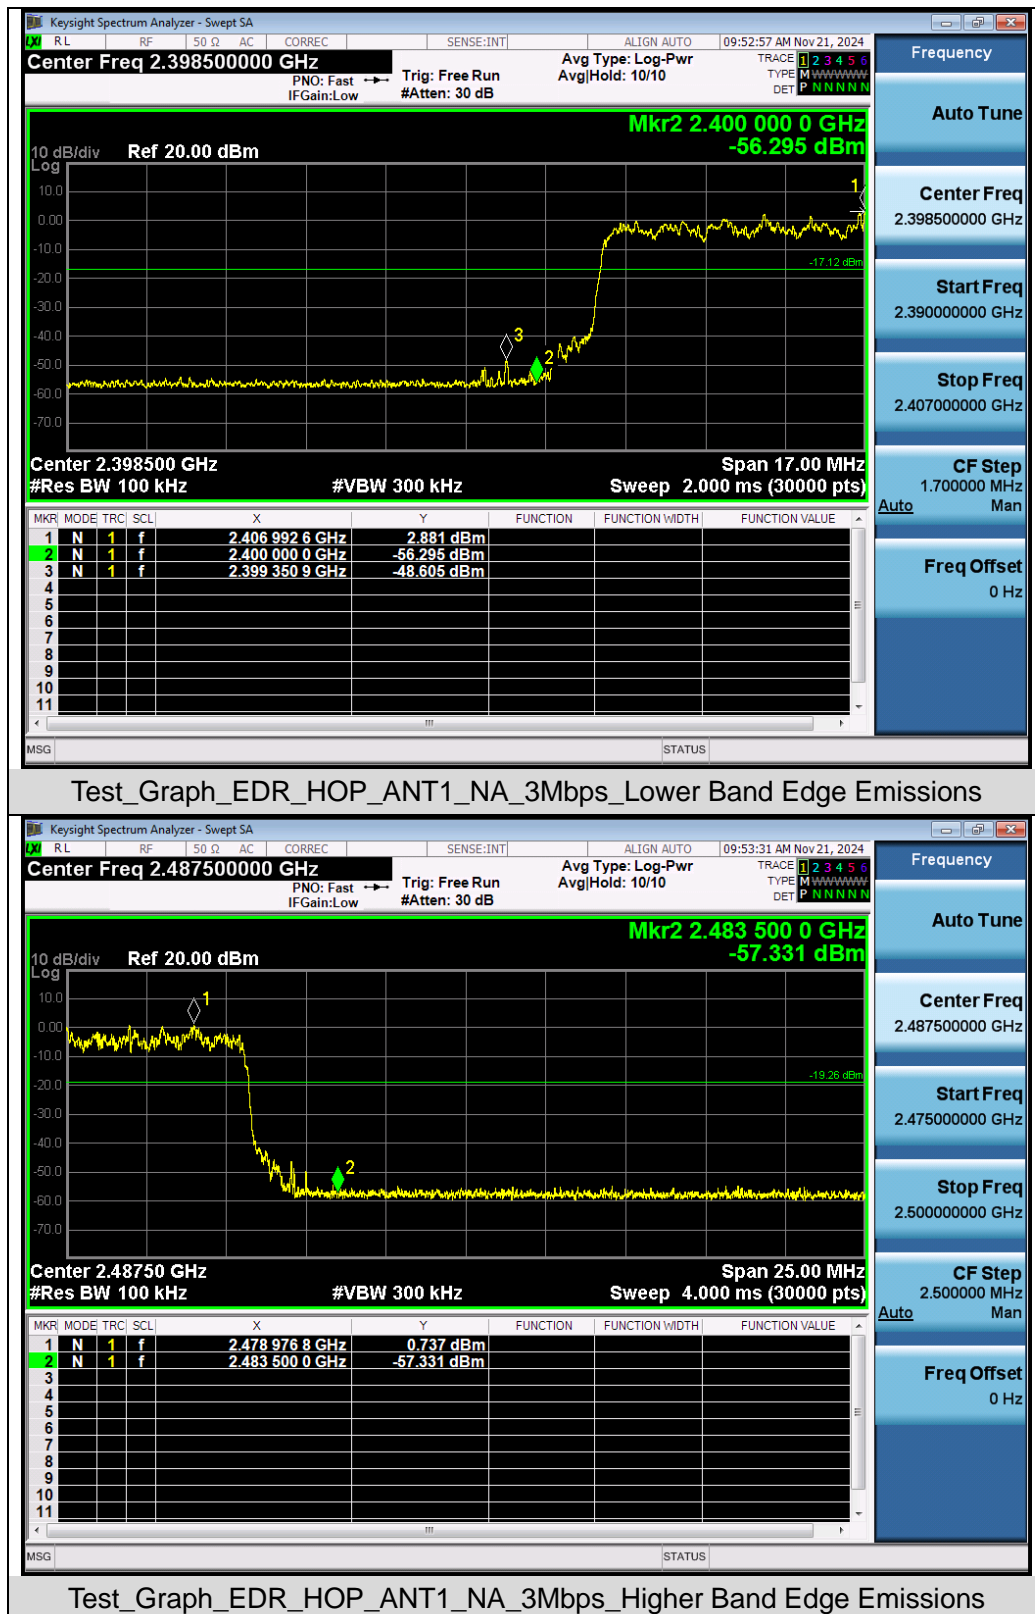 Keysight Spectrum Analyzer - Swept SA
LXI RL RF 50 Ω AC CORREC SENSE:INT ALIGN AUTO 09:52:57 AM Nov 21, 2024
Center Freq 2.398500000 GHz
PNO: Fast
IFGain:Low
Trig: Free Run
#Atten: 30 dB
Avg Type: Log-Pwr
Avg|Hold: 10/10
TRACE 1 2 3 4 5 6
TYPE M W W W W W
DET P N N N N N
Mkr2 2.400 000 0 GHz
-56.295 dBm
10 dB/div Ref 20.00 dBm
Log
10.0
0.00
-10.0
-20.0
-30.0
-40.0
-50.0
-60.0
-70.0
1
-17.12 dBm
3
2
Center 2.398500 GHz Span 17.00 MHz
#Res BW 100 kHz #VBW 300 kHz Sweep 2.000 ms (30000 pts)
MKR MODE TRC SCL X Y FUNCTION FUNCTION WIDTH FUNCTION VALUE
1 N 1 f 2.406 992 6 GHz 2.881 dBm
2 N 1 f 2.400 000 0 GHz -56.295 dBm
3 N 1 f 2.399 350 9 GHz -48.605 dBm
4
5
6
7
8
9
10
11
MSG STATUS
Frequency
Auto Tune
Center Freq
2.398500000 GHz
Start Freq
2.390000000 GHz
Stop Freq
2.407000000 GHz
CF Step
1.700000 MHz
Auto Man
Freq Offset
0 Hz
Test_Graph_EDR_HOP_ANT1_NA_3Mbps_Lower Band Edge Emissions
Keysight Spectrum Analyzer - Swept SA
LXI RL RF 50 Ω AC CORREC SENSE:INT ALIGN AUTO 09:53:31 AM Nov 21, 2024
Center Freq 2.487500000 GHz
PNO: Fast
IFGain:Low
Trig: Free Run
#Atten: 30 dB
Avg Type: Log-Pwr
Avg|Hold: 10/10
TRACE 1 2 3 4 5 6
TYPE M W W W W W
DET P N N N N N
Mkr2 2.483 500 0 GHz
-57.331 dBm
10 dB/div Ref 20.00 dBm
Log
10.0
0.00
-10.0
-20.0
-30.0
-40.0
-50.0
-60.0
-70.0
1
-19.26 dBm
2
Center 2.48750 GHz Span 25.00 MHz
#Res BW 100 kHz #VBW 300 kHz Sweep 4.000 ms (30000 pts)
MKR MODE TRC SCL X Y FUNCTION FUNCTION WIDTH FUNCTION VALUE
1 N 1 f 2.478 976 8 GHz 0.737 dBm
2 N 1 f 2.483 500 0 GHz -57.331 dBm
3
4
5
6
7
8
9
10
11
MSG STATUS
Frequency
Auto Tune
Center Freq
2.487500000 GHz
Start Freq
2.475000000 GHz
Stop Freq
2.500000000 GHz
CF Step
2.500000 MHz
Auto Man
Freq Offset
0 Hz
Test_Graph_EDR_HOP_ANT1_NA_3Mbps_Higher Band Edge Emissions